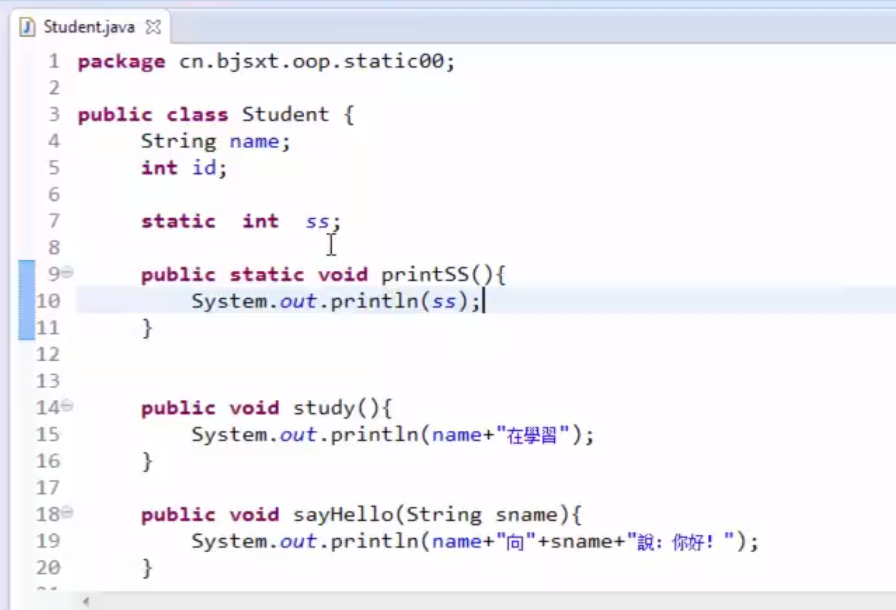 Student.java
1 package cn.bjsxt.oop.static00;
2
3 public class Student {
4 String name;
5 int id;
6
7 static  int  ss;
8
9 public static void printSS(){
10 System.out.println(ss);
11 }
12
13
14 public void study(){
15 System.out.println(name+"在學習");
16 }
17
18 public void sayHello(String sname){
19 System.out.println(name+"向"+sname+"說：你好！");
20 }